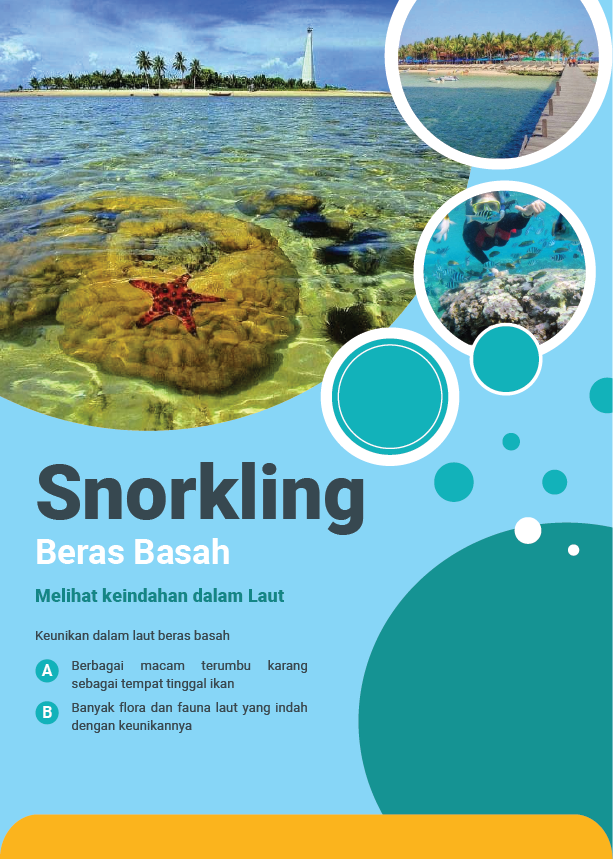 Snorkling
Beras Basah
Melihat keindahan dalam Laut
Keunikan dalam laut beras basah
A Berbagai macam terumbu karang
sebagai tempat tinggal ikan
B Banyak flora dan fauna laut yang indah
dengan keunikannya